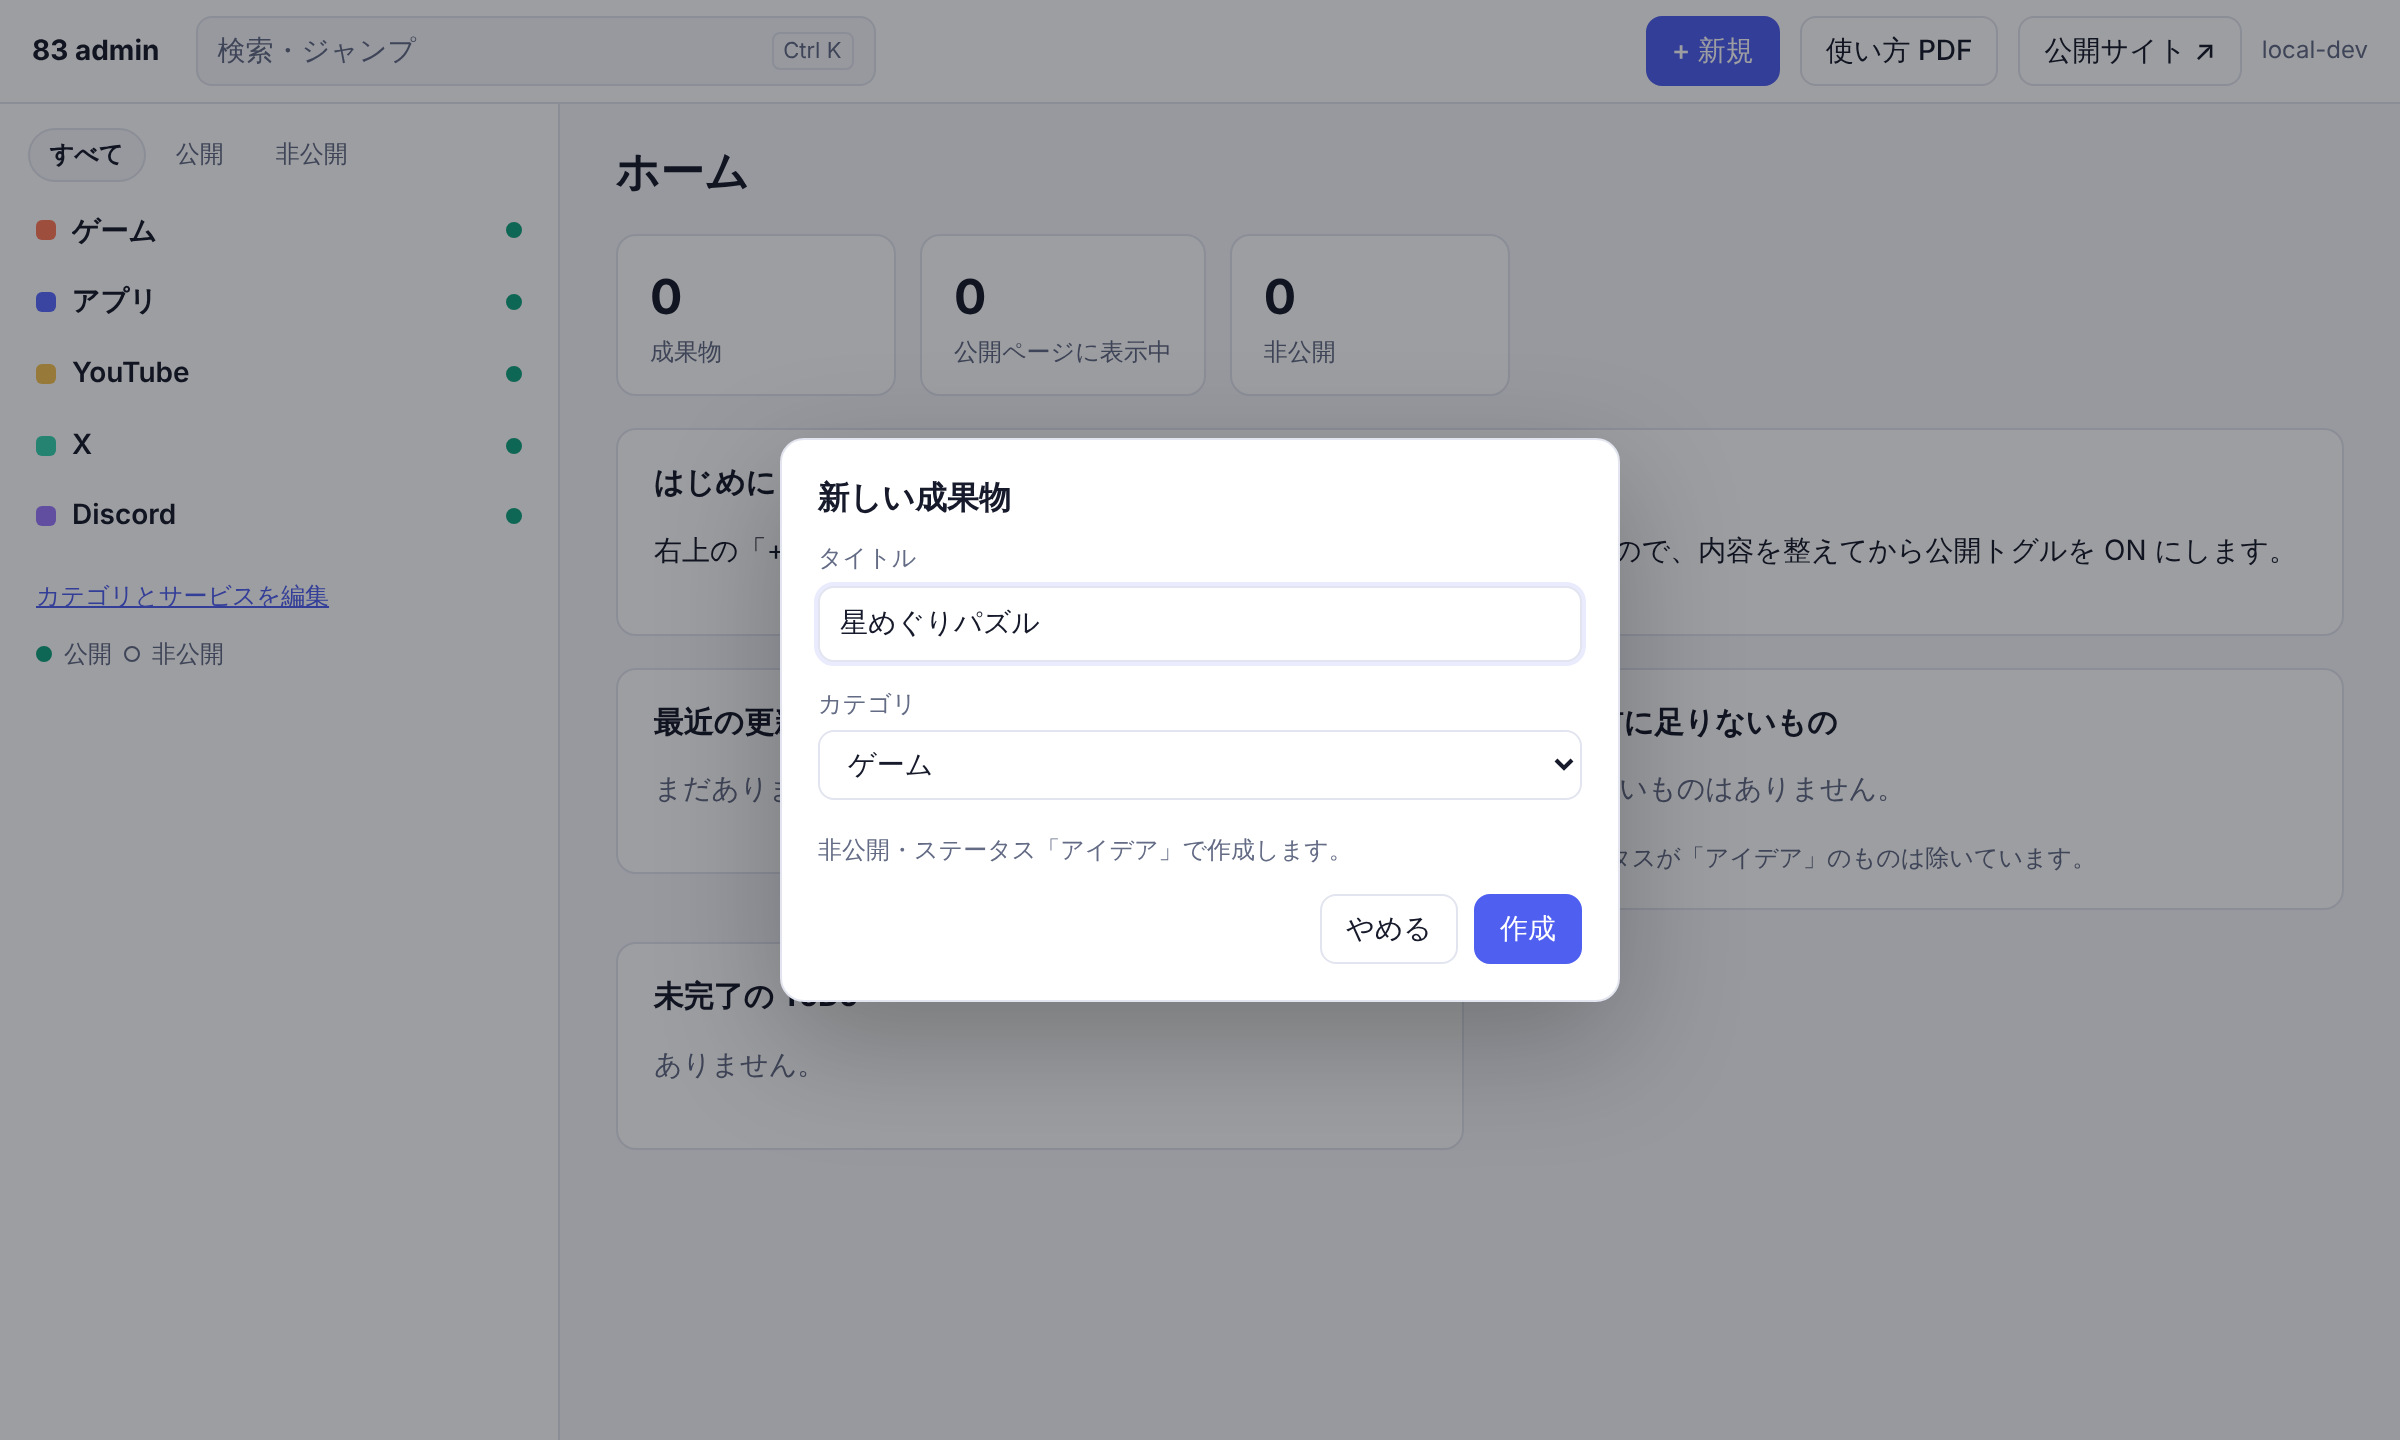 83 admin
検索・ジャンプ
Ctrl K
+ 新規
使い方 PDF
公開サイト ↗
local-dev
すべて
公開
非公開
ゲーム
アプリ
YouTube
X
Discord
カテゴリとサービスを編集
公開
非公開
ホーム
0
成果物
0
公開ページに表示中
0
非公開
はじめに
右上の「+
ので、内容を整えてから公開トグルを ON にします。
最近の更
まだありま
に足りないもの
いものはありません。
スが「アイデア」のものは除いています。
未完了の
ありません。
新しい成果物
タイトル
星めぐりパズル
カテゴリ
ゲーム
非公開・ステータス「アイデア」で作成します。
やめる
作成